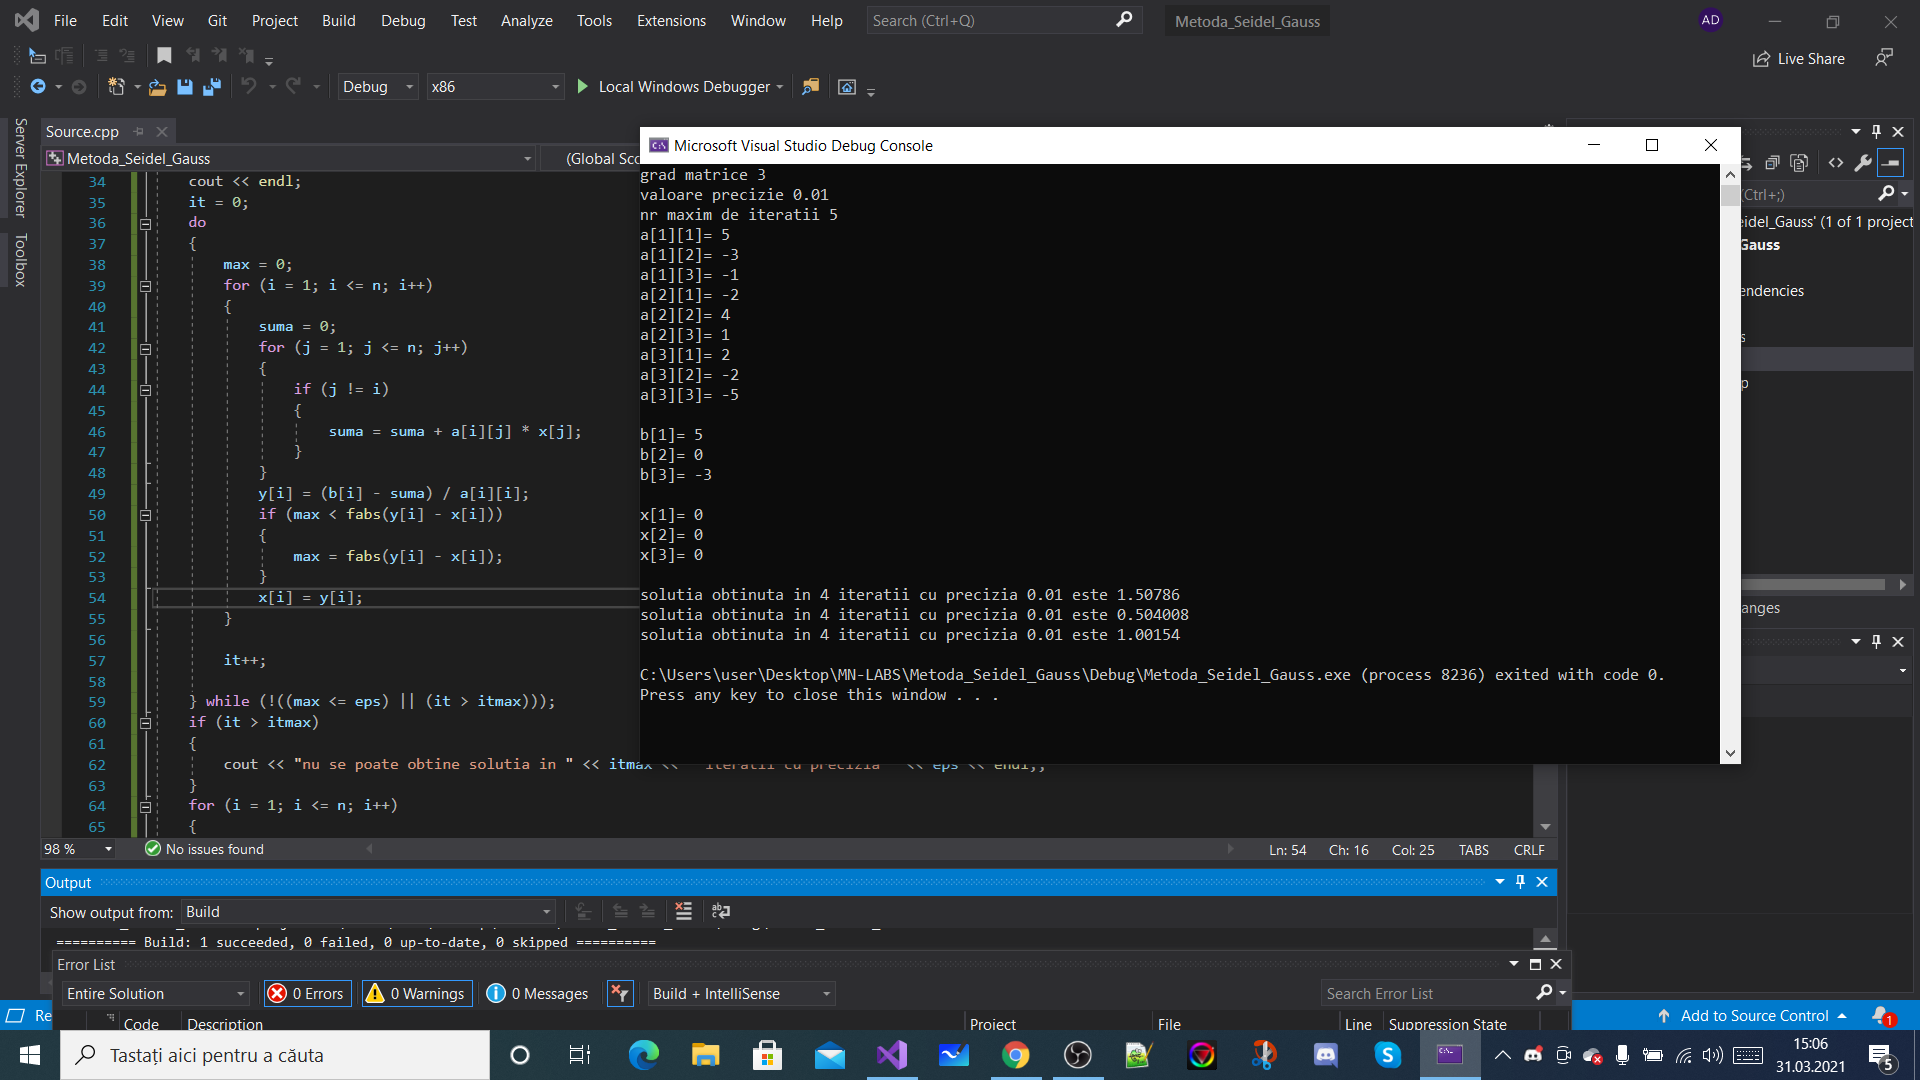 File Edit View Git Project Build Debug Test Analyze Tools Extensions Window Help Search (Ctrl+Q) Metoda_Seidel_Gauss AD
Live Share
Debug x86 Local Windows Debugger
Server Explorer
Toolbox
Source.cpp
Metoda_Seidel_Gauss (Global Sco
34 cout << endl;
35 it = 0;
36 do
37 {
38 max = 0;
39 for (i = 1; i <= n; i++)
40 {
41 suma = 0;
42 for (j = 1; j <= n; j++)
43 {
44 if (j != i)
45 {
46 suma = suma + a[i][j] * x[j];
47 }
48 }
49 y[i] = (b[i] - suma) / a[i][i];
50 if (max < fabs(y[i] - x[i]))
51 {
52 max = fabs(y[i] - x[i]);
53 }
54 x[i] = y[i];
55 }
56
57 it++;
58
59 } while (!((max <= eps) || (it > itmax)));
60 if (it > itmax)
61 {
62 cout << "nu se poate obtine solutia in " << itmax << " iteratii cu precizia " << eps << endl;;
63 }
64 for (i = 1; i <= n; i++)
65 {
Microsoft Visual Studio Debug Console
grad matrice 3
valoare precizie 0.01
nr maxim de iteratii 5
a[1][1]= 5
a[1][2]= -3
a[1][3]= -1
a[2][1]= -2
a[2][2]= 4
a[2][3]= 1
a[3][1]= 2
a[3][2]= -2
a[3][3]= -5
b[1]= 5
b[2]= 0
b[3]= -3
x[1]= 0
x[2]= 0
x[3]= 0
solutia obtinuta in 4 iteratii cu precizia 0.01 este 1.50786
solutia obtinuta in 4 iteratii cu precizia 0.01 este 0.504008
solutia obtinuta in 4 iteratii cu precizia 0.01 este 1.00154
C:\Users\user\Desktop\MN-LABS\Metoda_Seidel_Gauss\Debug\Metoda_Seidel_Gauss.exe (process 8236) exited with code 0.
Press any key to close this window . . .
(Ctrl+;)
eidel_Gauss' (1 of 1 project
Gauss
endencies
s
p
anges
98 % No issues found Ln: 54 Ch: 16 Col: 25 TABS CRLF
Output
Show output from: Build
========== Build: 1 succeeded, 0 failed, 0 up-to-date, 0 skipped ==========
Error List
Entire Solution 0 Errors 0 Warnings 0 Messages Build + IntelliSense Search Error List
Code Description Project File Line Suppression State
Re Add to Source Control 1
Tastați aici pentru a căuta
15:06
31.03.2021
5